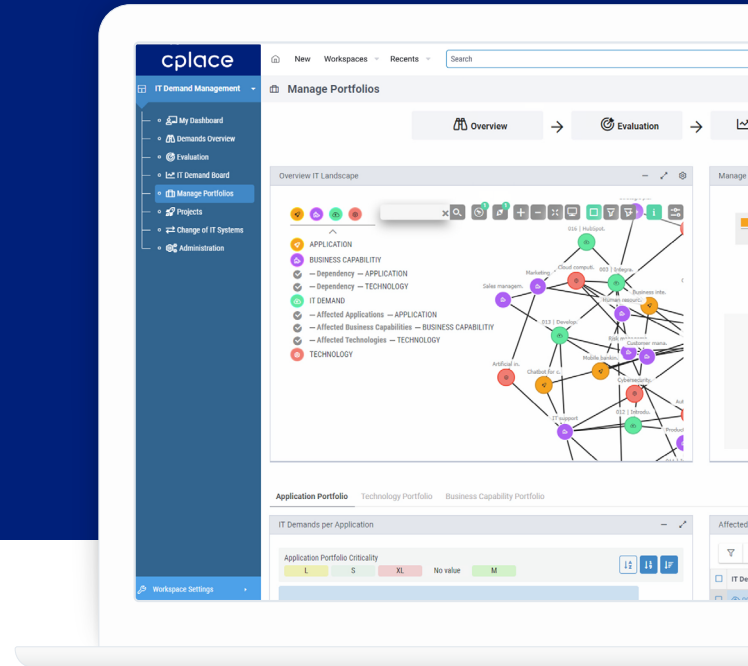 cplace
New Workspaces Recents Search
IT Demand Management
Manage Portfolios
My Dashboard
Demands Overview
Evaluation
IT Demand Board
Manage Portfolios
Projects
Change of IT Systems
Administration
Workspace Settings
Overview
Evaluation
Overview IT Landscape
Manage
APPLICATION
BUSINESS CAPABILITIY
— Dependency — APPLICATION
— Dependency — TECHNOLOGY
IT DEMAND
— Affected Applications — APPLICATION
— Affected Business Capabilities — BUSINESS CAPABILITIY
— Affected Technologies — TECHNOLOGY
TECHNOLOGY
016 | HubSpot.
Cloud computi.
003 | Integra.
Marketing
Sales managem.
Business inte.
Human resourc.
013 | Develop.
Customer mana.
Mobile bankin.
Artificial in.
Chatbot for c.
Cybersecurity.
012 | Introdu.
IT support
Product
Application Portfolio Technology Portfolio Business Capability Portfolio
IT Demands per Application
Affected
Application Portfolio Criticality
L S XL No value M
IT De